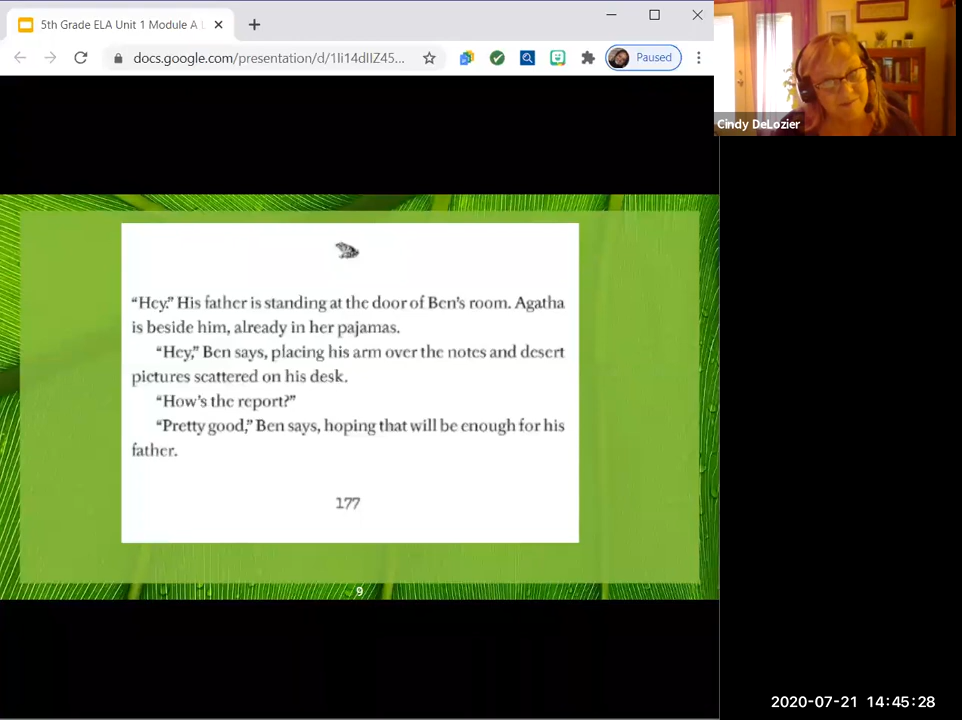 5th Grade ELA Unit 1 Module A L
docs.google.com/presentation/d/1Ii14dIIZ45...
Paused
Cindy DeLozier
“Hey.” His father is standing at the door of Ben’s room. Agatha
is beside him, already in her pajamas.
“Hey,” Ben says, placing his arm over the notes and desert
pictures scattered on his desk.
“How’s the report?”
“Pretty good,” Ben says, hoping that will be enough for his
father.
177
9
2020-07-21 14:45:28